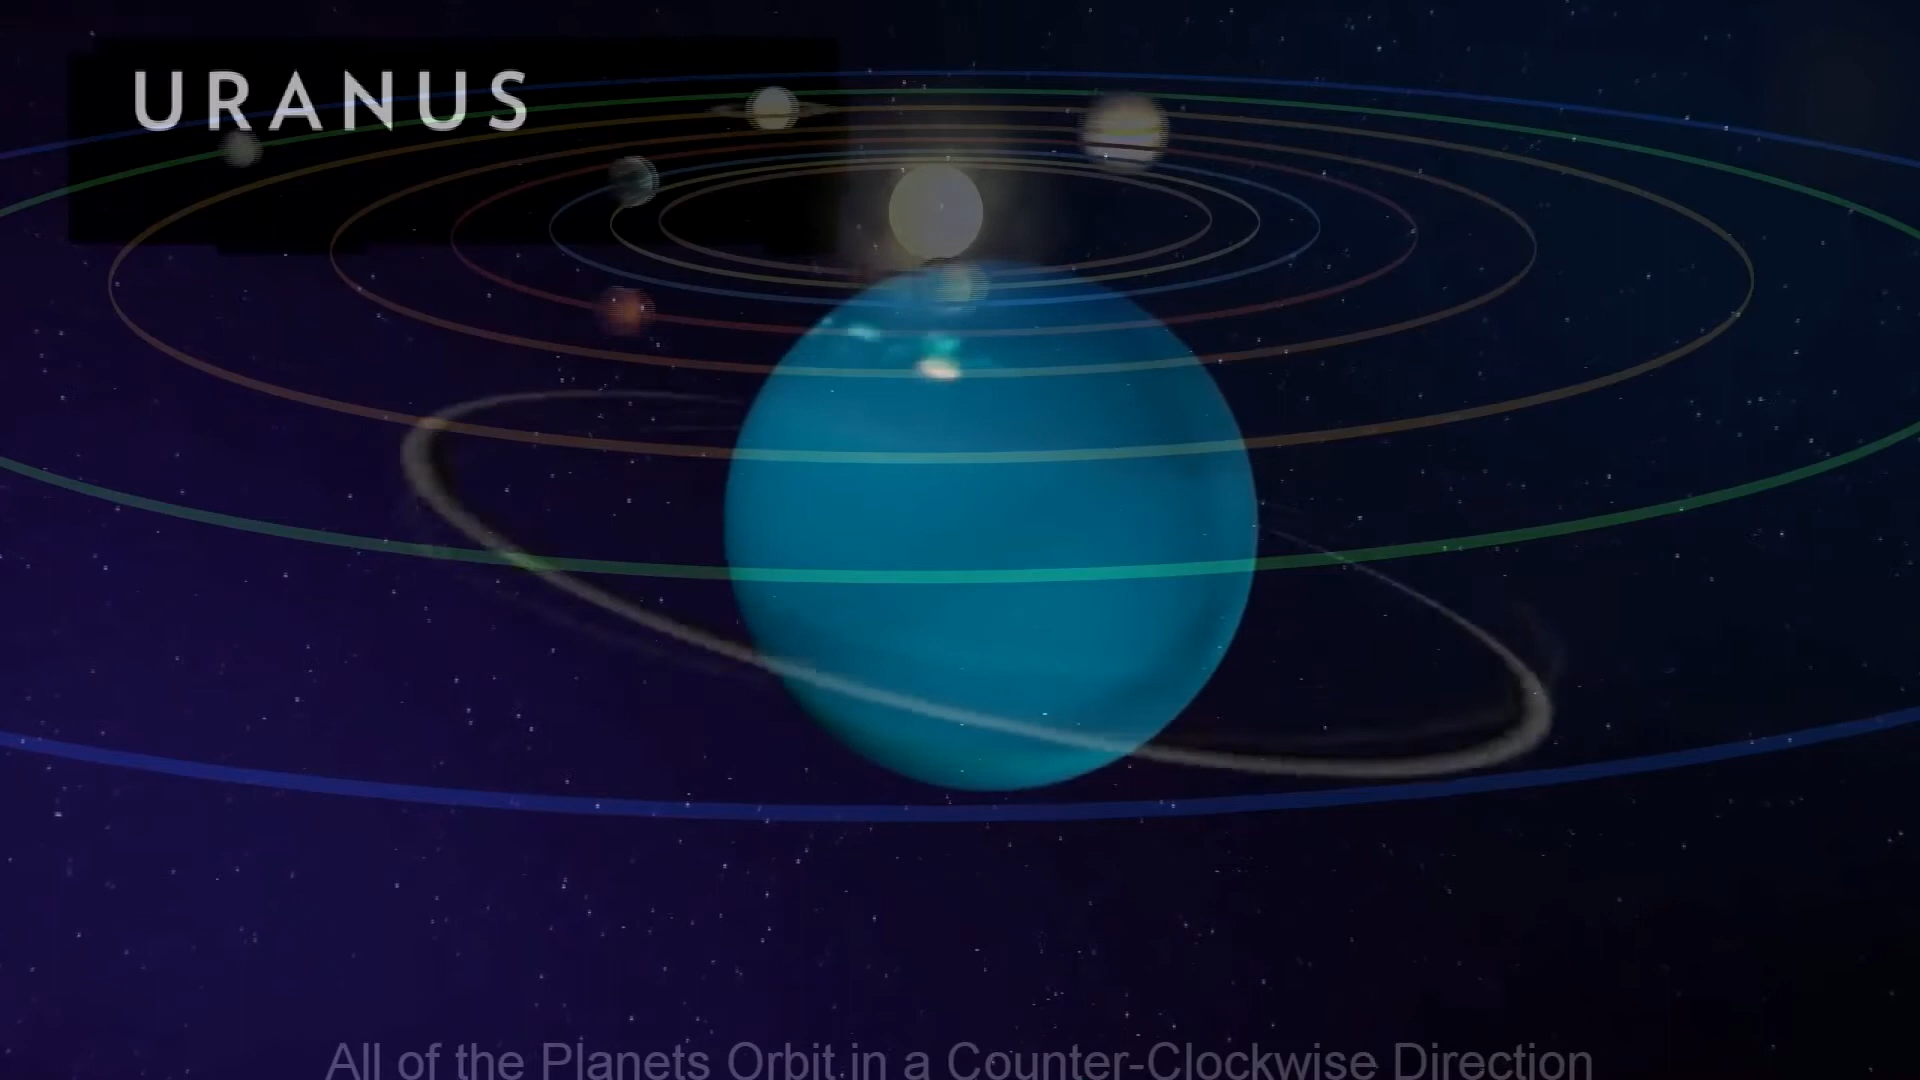 URANUS
All of the Planets Orbit in a Counter-Clockwise Direction